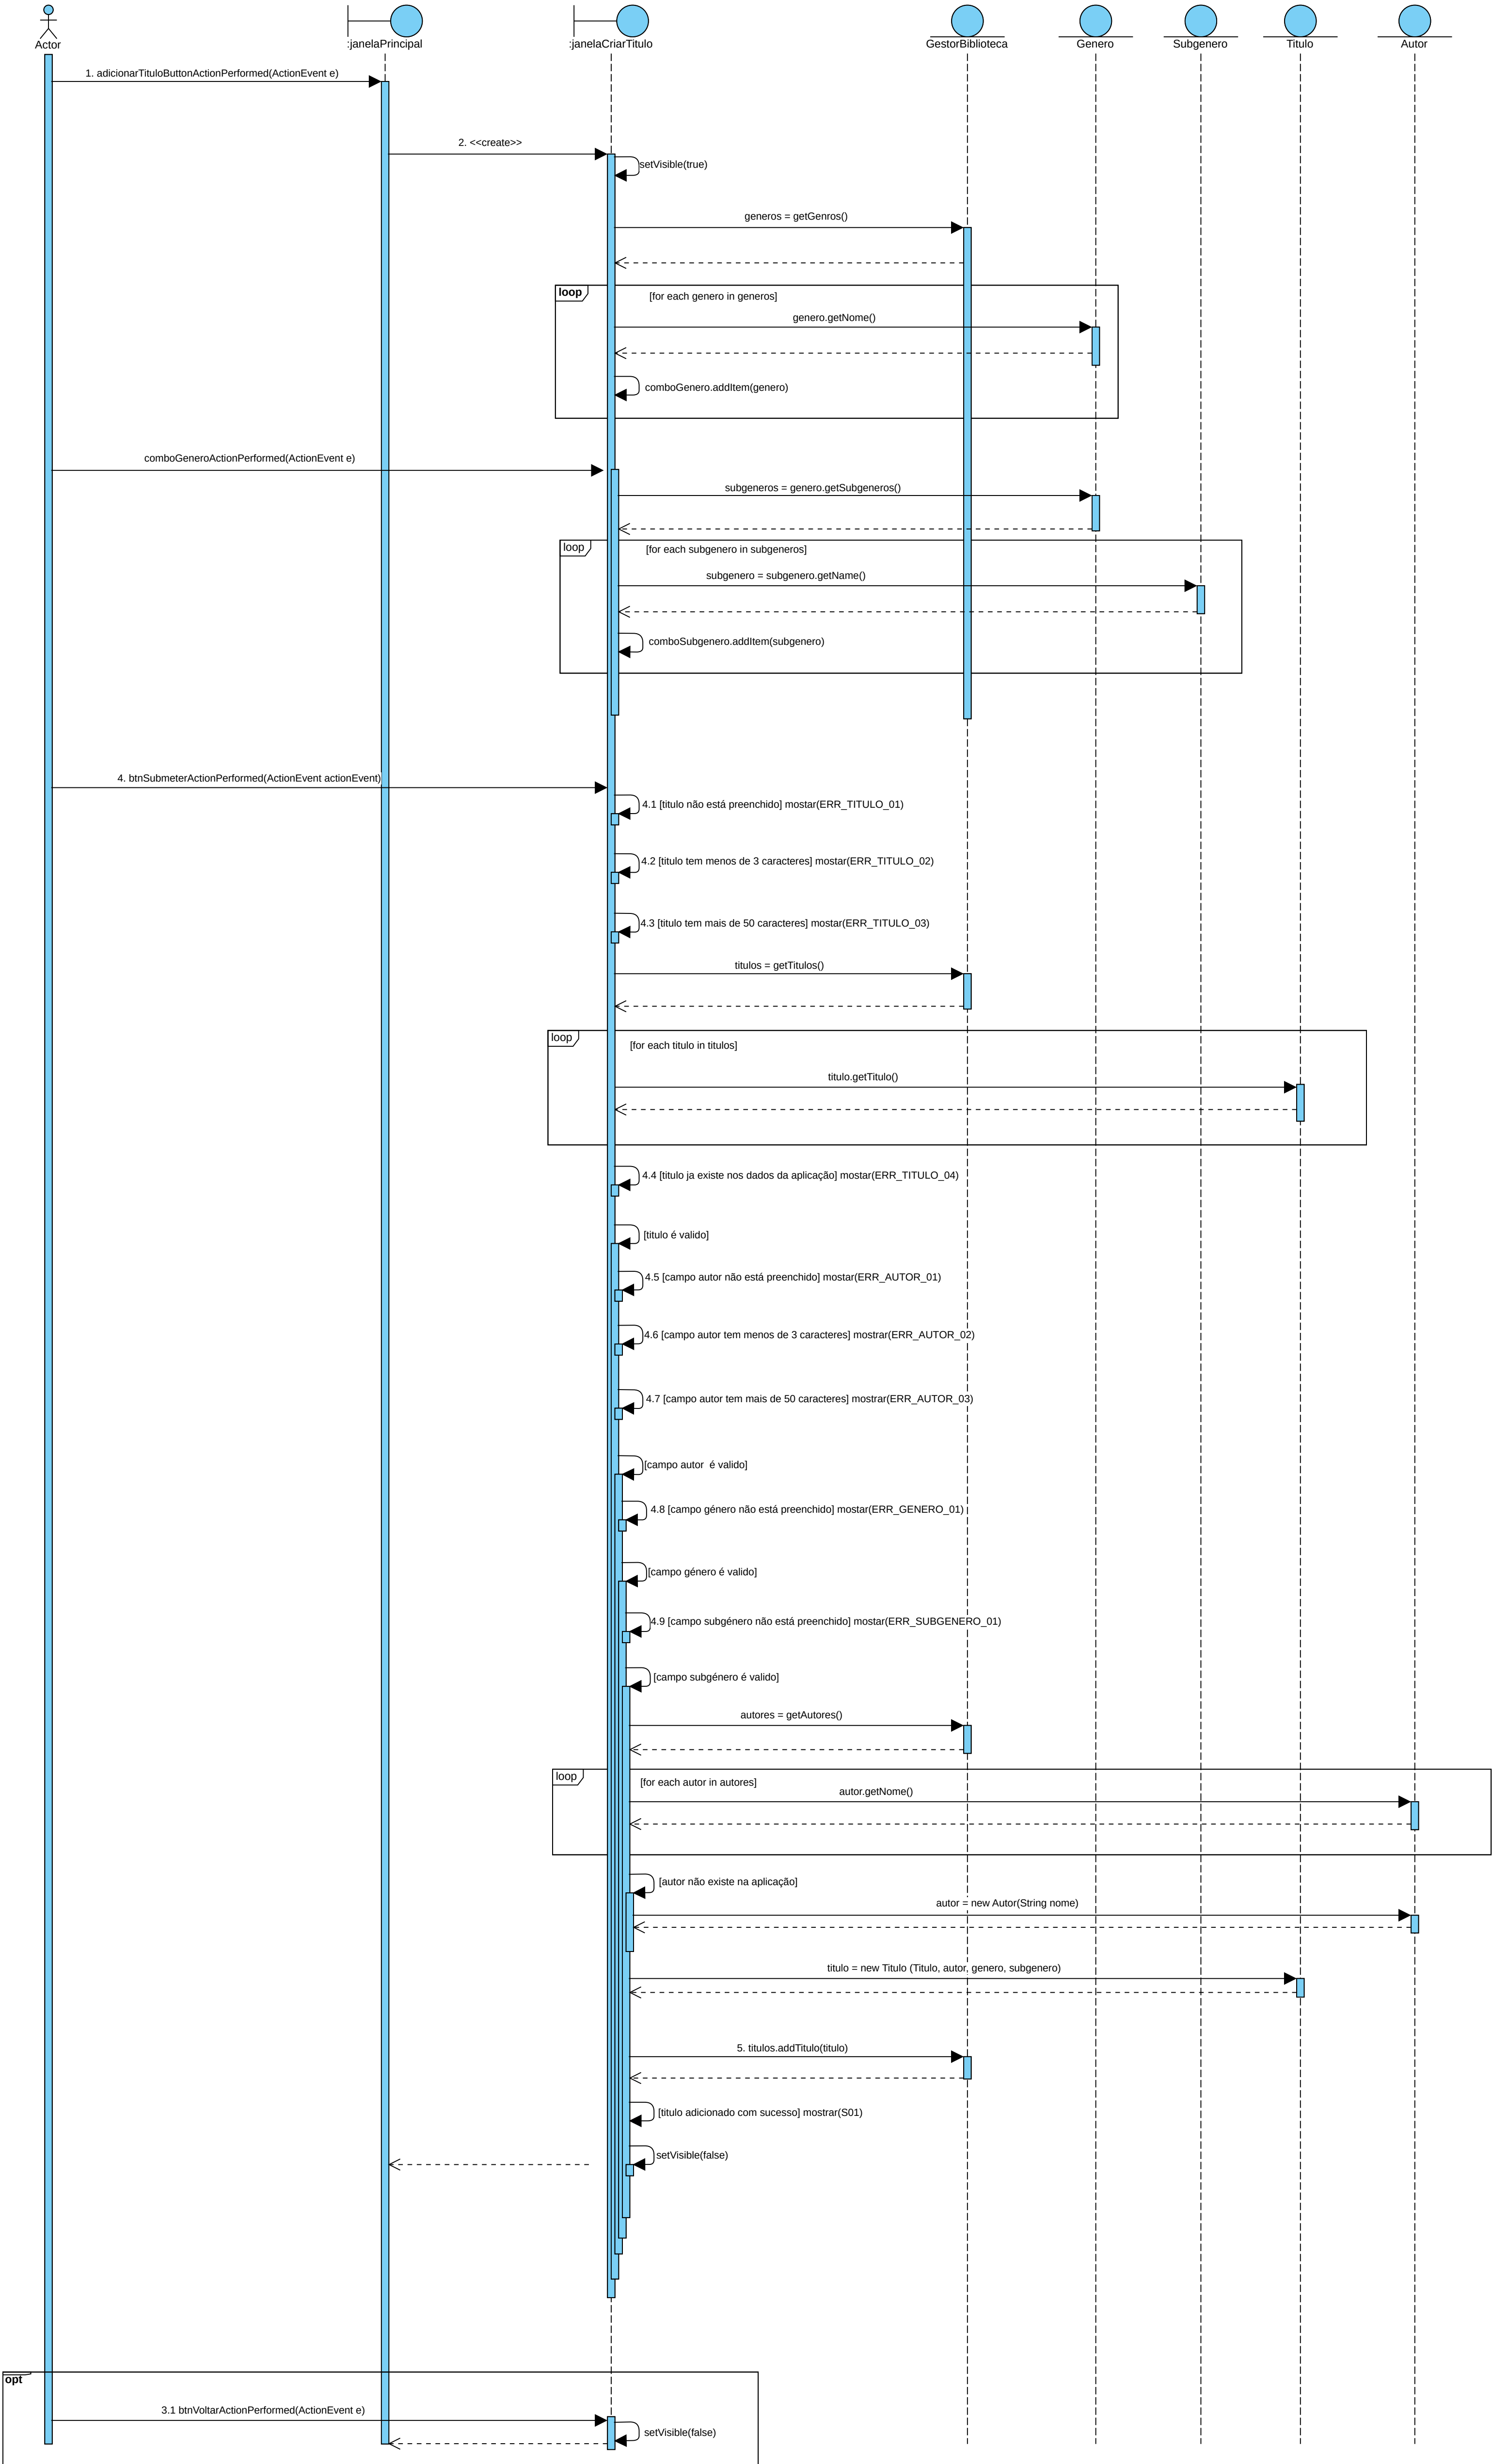 Actor
:janelaPrincipal
:janelaCriarTitulo
GestorBiblioteca
Genero
Subgenero
Titulo
Autor
1. adicionarTituloButtonActionPerformed(ActionEvent e)
2. <<create>>
setVisible(true)
generos = getGenros()
loop
[for each genero in generos]
genero.getNome()
comboGenero.addItem(genero)
comboGeneroActionPerformed(ActionEvent e)
subgeneros = genero.getSubgeneros()
loop
[for each subgenero in subgeneros]
subgenero = subgenero.getName()
comboSubgenero.addItem(subgenero)
4. btnSubmeterActionPerformed(ActionEvent actionEvent)
4.1 [titulo não está preenchido] mostar(ERR_TITULO_01)
4.2 [titulo tem menos de 3 caracteres] mostar(ERR_TITULO_02)
4.3 [titulo tem mais de 50 caracteres] mostar(ERR_TITULO_03)
titulos = getTitulos()
loop
[for each titulo in titulos]
titulo.getTitulo()
4.4 [titulo ja existe nos dados da aplicação] mostar(ERR_TITULO_04)
[titulo é valido]
4.5 [campo autor não está preenchido] mostar(ERR_AUTOR_01)
4.6 [campo autor tem menos de 3 caracteres] mostrar(ERR_AUTOR_02)
4.7 [campo autor tem mais de 50 caracteres] mostrar(ERR_AUTOR_03)
[campo autor  é valido]
4.8 [campo género não está preenchido] mostar(ERR_GENERO_01)
[campo género é valido]
4.9 [campo subgénero não está preenchido] mostar(ERR_SUBGENERO_01)
[campo subgénero é valido]
autores = getAutores()
loop
[for each autor in autores]
autor.getNome()
[autor não existe na aplicação]
autor = new Autor(String nome)
titulo = new Titulo (Titulo, autor, genero, subgenero)
5. titulos.addTitulo(titulo)
[titulo adicionado com sucesso] mostrar(S01)
setVisible(false)
opt
3.1 btnVoltarActionPerformed(ActionEvent e)
setVisible(false)